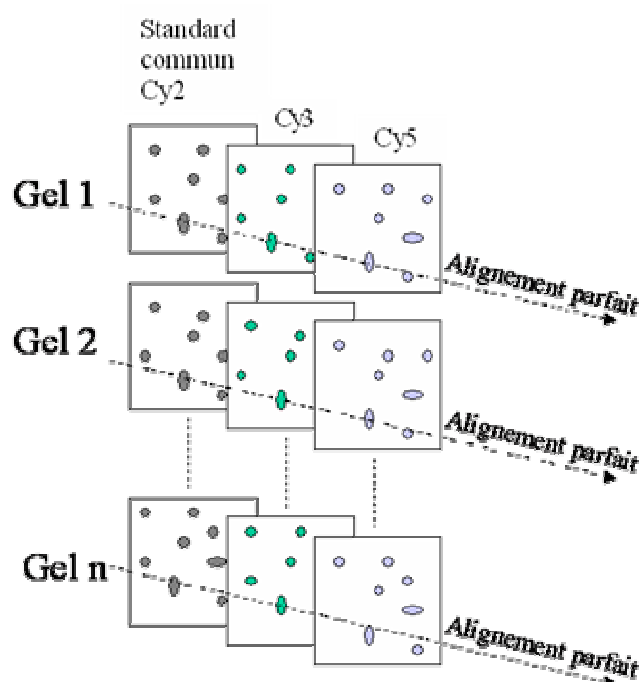 Standard
commun
Cy2
Cy3
Cy5
Gel 1
Alignement parfait
Gel 2
Alignement parfait
Gel n
Alignement parfait